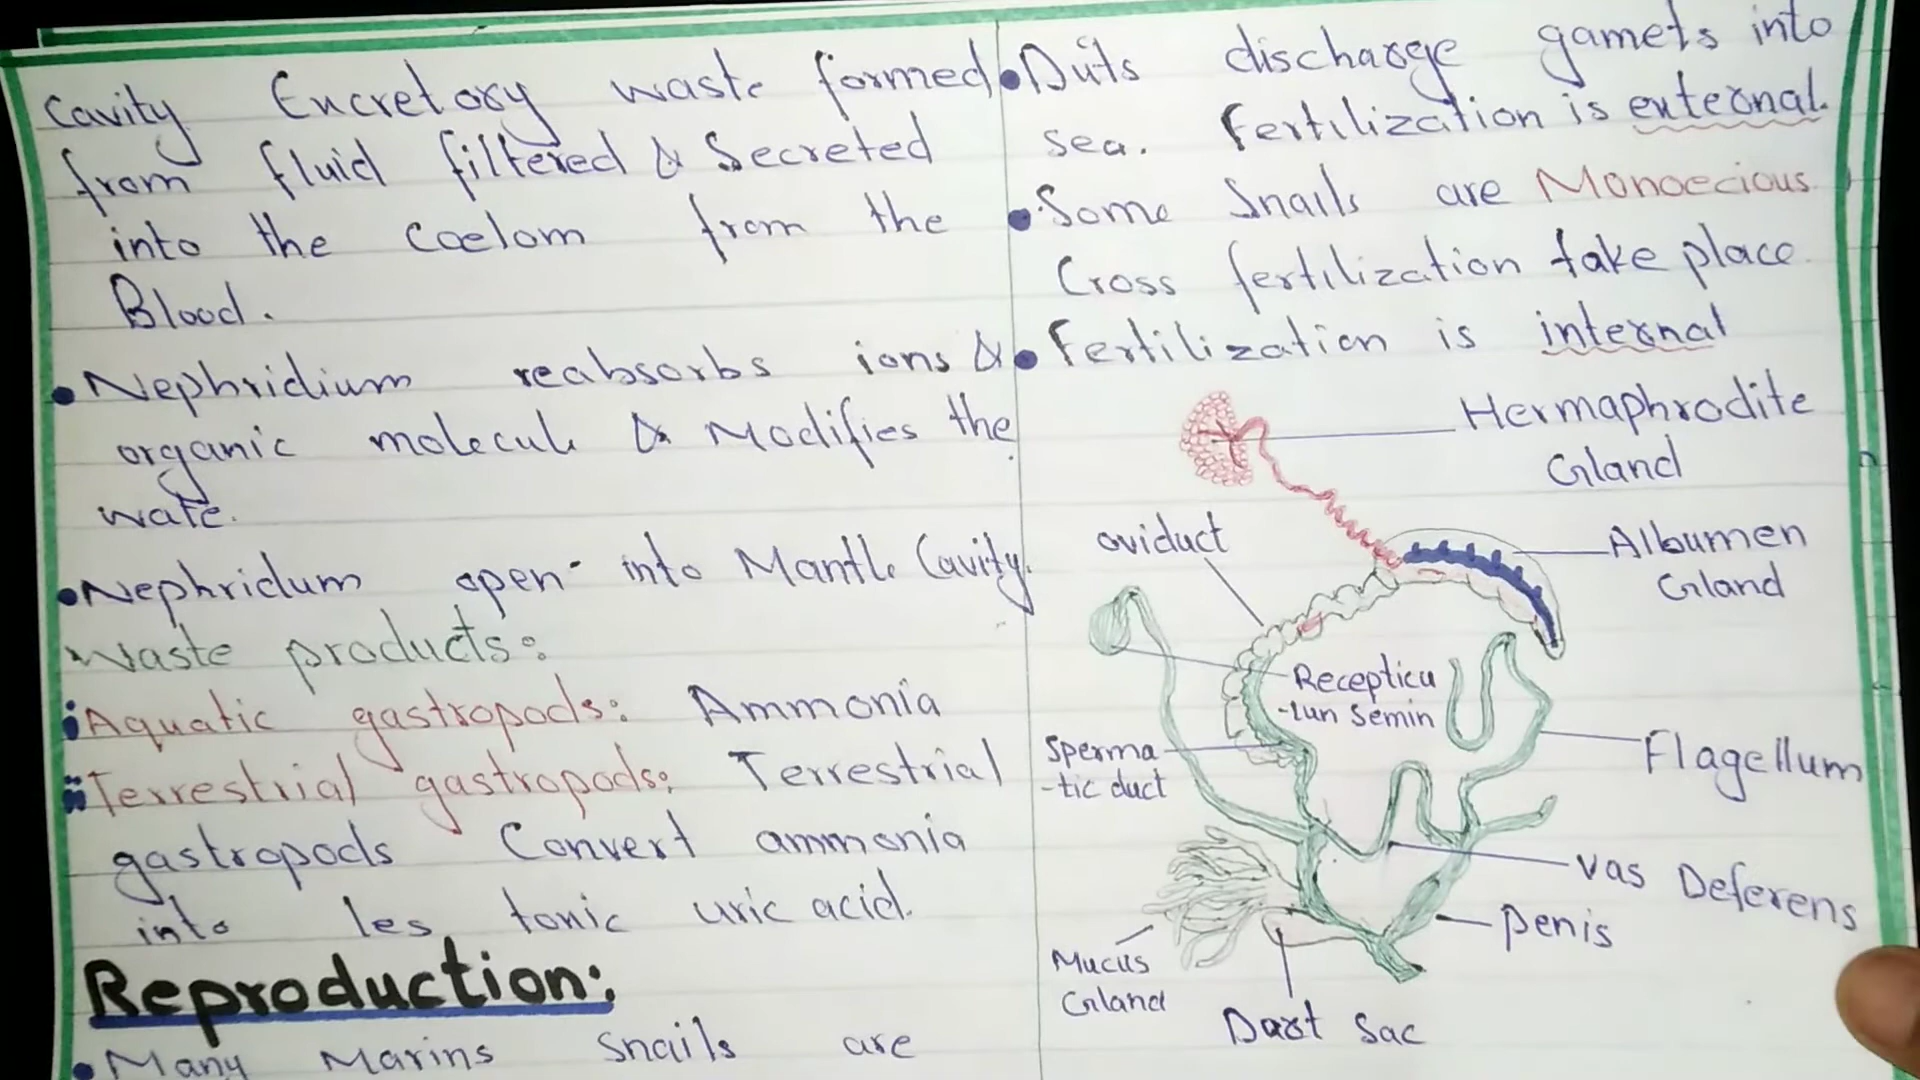 Cavity Excretory waste formed
from fluid filtered & Secreted
into the Coelom from the
Blood.
Nephridium reabsorbs ions &
organic molecule & Modifies the
wate.
Nephridum open into Mantle Cavity.
Waste products:
i Aquatic gastropods: Ammonia
ii Terrestrial gastropods: Terrestrial
gastropods Convert ammonia
into les tonic uric acid.
Reproduction:
Many Marins Snails are
Duts discharge gamets into
sea. Fertilization is external.
Some Snails are Monoecious
Cross fertilization take place.
Fertilization is internal
Hermaphrodite
Gland
oviduct
Albumen
Gland
Recepticu
-lun Semin
Sperma
-tic duct
Flagellum
Vas Deferens
Penis
Mucus
Gland
Dart Sac